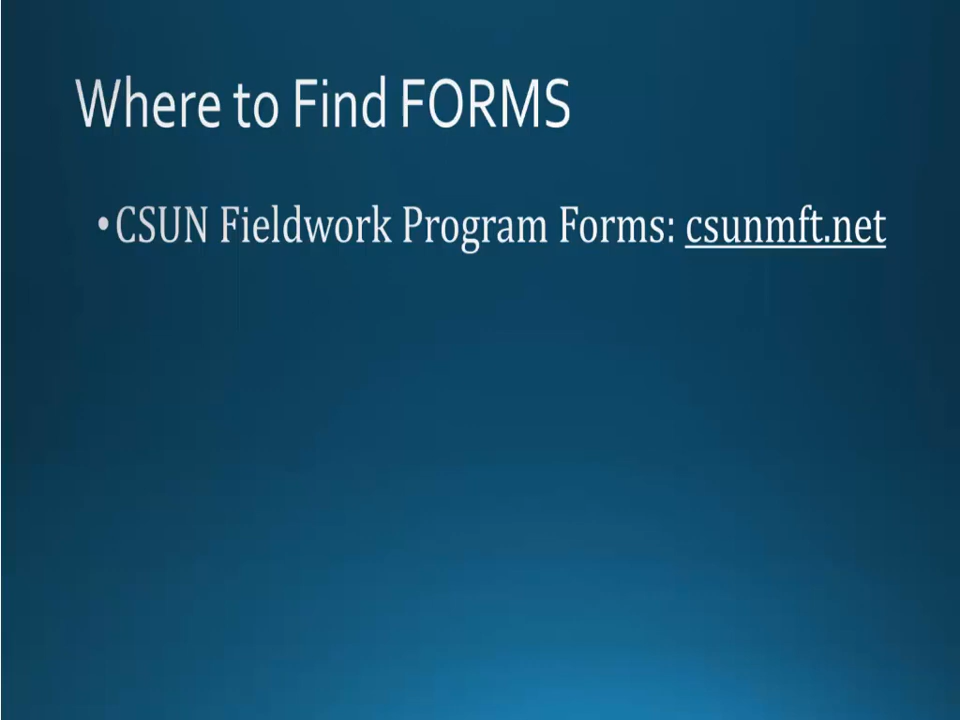 Where to Find FORMS
•CSUN Fieldwork Program Forms: csunmft.net